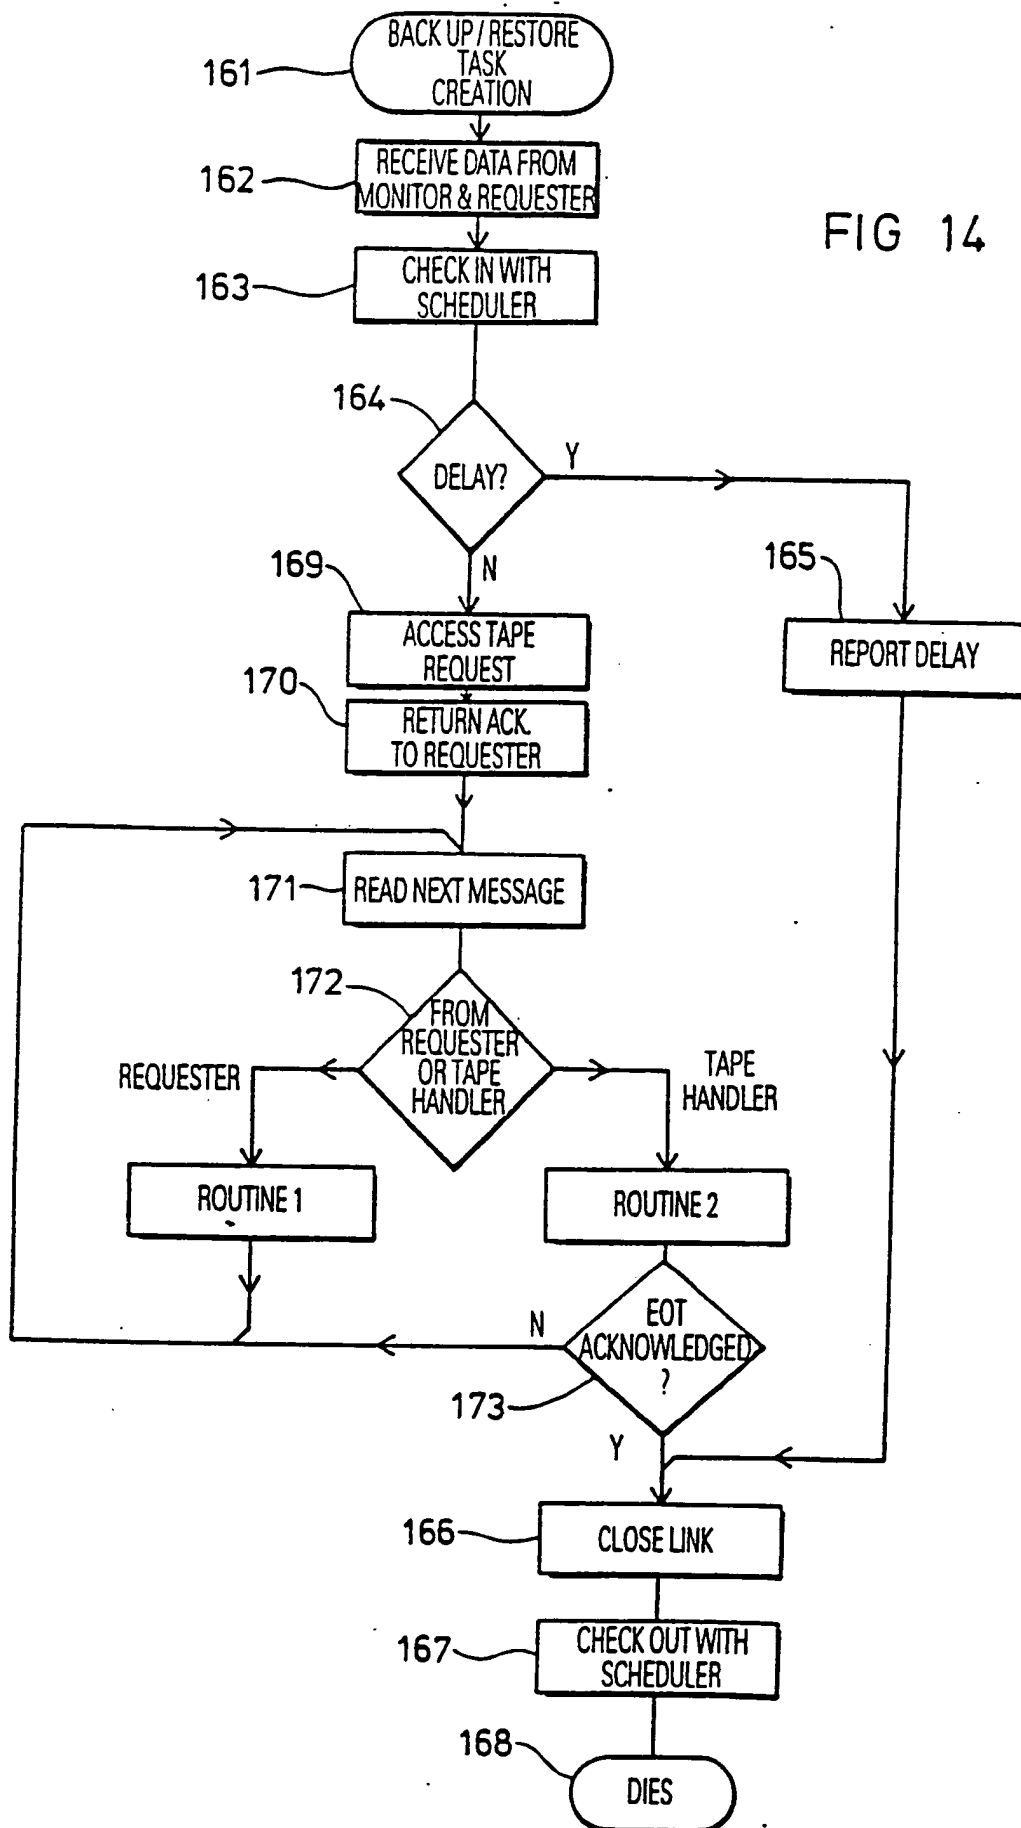 BACK UP / RESTORE
TASK
CREATION
161
RECEIVE DATA FROM
MONITOR & REQUESTER
162
FIG 14
CHECK IN WITH
SCHEDULER
163
164
DELAY?
Y
N
169
165
ACCESS TAPE
REQUEST
REPORT DELAY
170
RETURN ACK.
TO REQUESTER
171
READ NEXT MESSAGE
172
FROM
REQUESTER
OR TAPE
HANDLER
REQUESTER
TAPE
HANDLER
ROUTINE 1
ROUTINE 2
EOT
ACKNOWLEDGED
?
N
173
Y
166
CLOSE LINK
167
CHECK OUT WITH
SCHEDULER
168
DIES